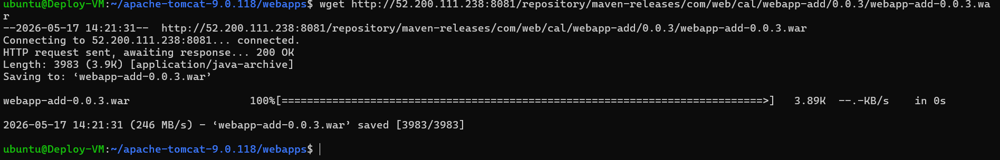 ubuntu@Deploy-VM:~/apache-tomcat-9.0.118/webapps$ wget http://52.200.111.238:8081/repository/maven-releases/com/web/cal/webapp-add/0.0.3/webapp-add-0.0.3.wa
r
--2026-05-17 14:21:31--  http://52.200.111.238:8081/repository/maven-releases/com/web/cal/webapp-add/0.0.3/webapp-add-0.0.3.war
Connecting to 52.200.111.238:8081... connected.
HTTP request sent, awaiting response... 200 OK
Length: 3983 (3.9K) [application/java-archive]
Saving to: ‘webapp-add-0.0.3.war’
webapp-add-0.0.3.war                   100%[============================================================================>]   3.89K  --.-KB/s    in 0s
2026-05-17 14:21:31 (246 MB/s) - ‘webapp-add-0.0.3.war’ saved [3983/3983]
ubuntu@Deploy-VM:~/apache-tomcat-9.0.118/webapps$